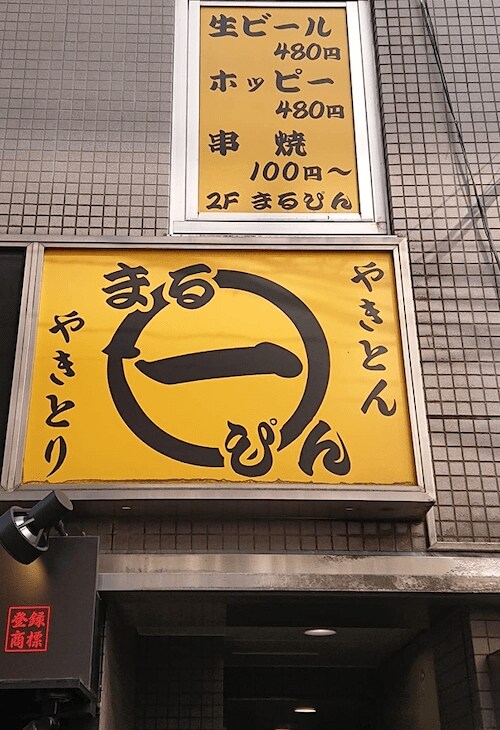 生ビール
480円
ホッピー
480円
串焼
100円～
2F まるぴん
やきとん
まる
一
ぴん
やきとり
登録
商標